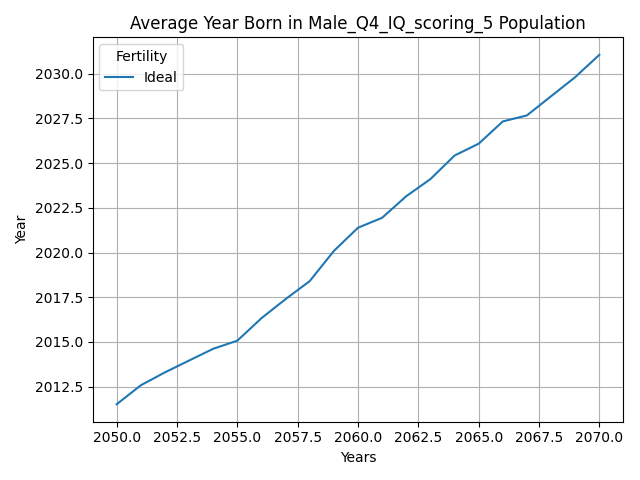 Average Year Born in Male_Q4_IQ_scoring_5 Population
Fertility
Ideal
Year
2030.0
2027.5
2025.0
2022.5
2020.0
2017.5
2015.0
2012.5
2050.0 2052.5 2055.0 2057.5 2060.0 2062.5 2065.0 2067.5 2070.0
Years